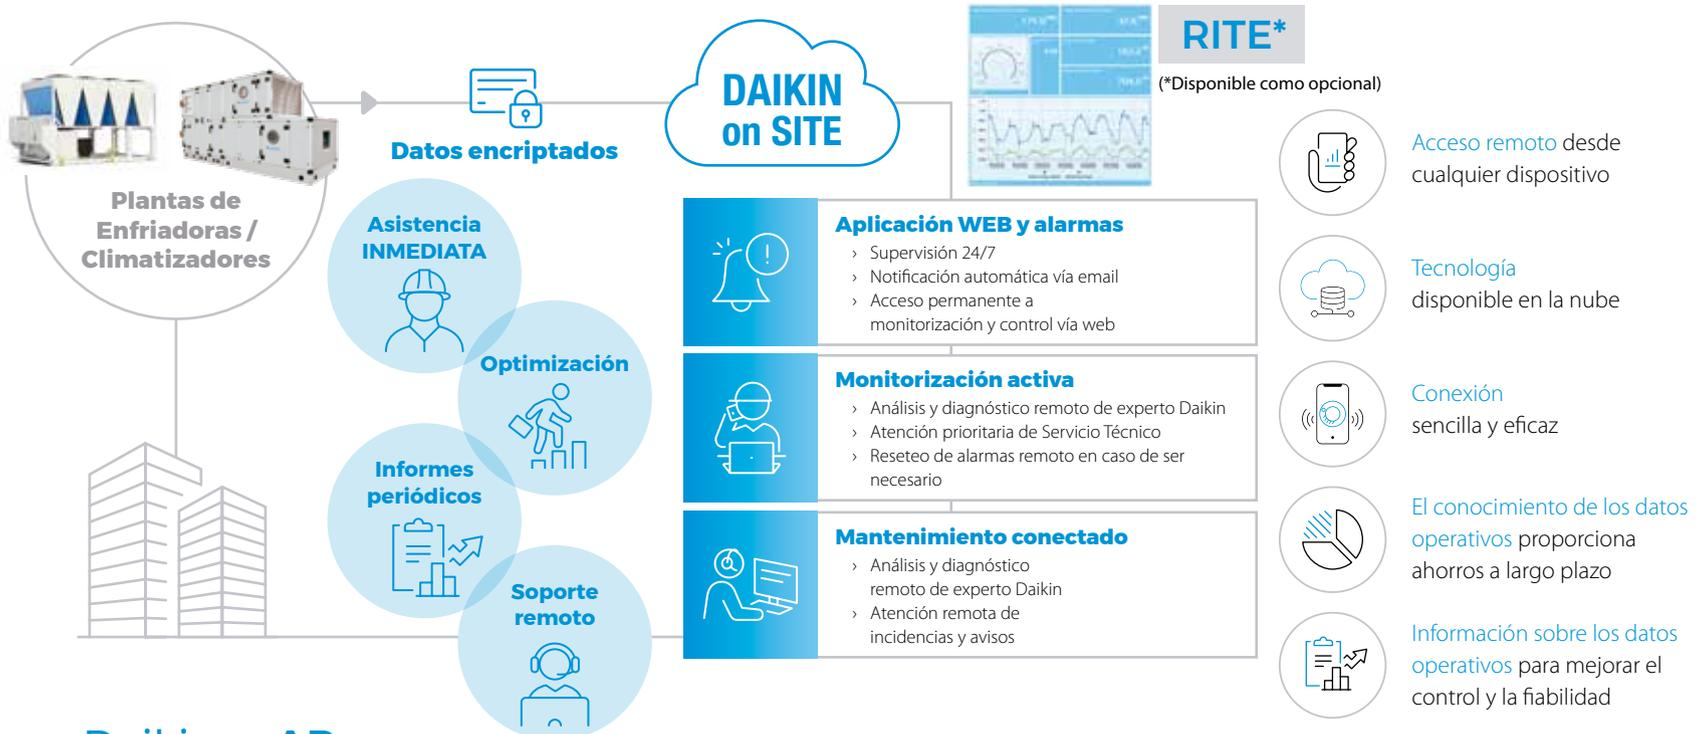 DAIKIN
on SITE
RITE*
(*Disponible como opcional)
Datos encriptados
Plantas de
Enfriadoras /
Climatizadores
Asistencia
INMEDIATA
Optimización
Informes
periódicos
Soporte
remoto
Aplicación WEB y alarmas
› Supervisión 24/7
› Notificación automática vía email
› Acceso permanente a
monitorización y control vía web
Monitorización activa
› Análisis y diagnóstico remoto de experto Daikin
› Atención prioritaria de Servicio Técnico
› Reseteo de alarmas remoto en caso de ser
necesario
Mantenimiento conectado
› Análisis y diagnóstico
remoto de experto Daikin
› Atención remota de
incidencias y avisos
Acceso remoto desde
cualquier dispositivo
Tecnología
disponible en la nube
Conexión
sencilla y eficaz
El conocimiento de los datos
operativos proporciona
ahorros a largo plazo
Información sobre los datos
operativos para mejorar el
control y la fiabilidad